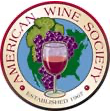 AMERICAN WINE SOCIETY
ESTABLISHED 1967